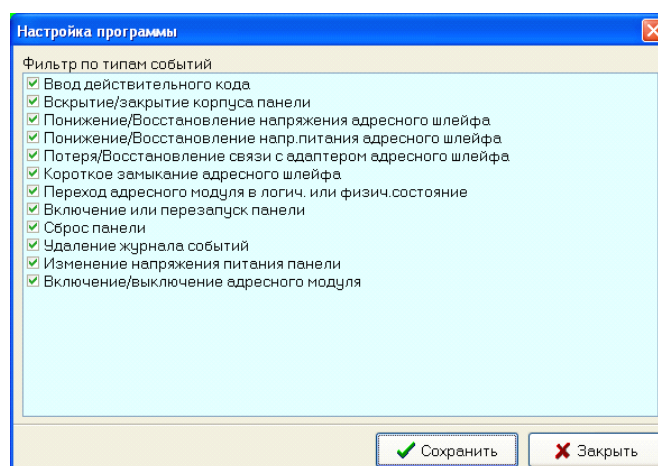 Настройка программы
Фильтр по типам событий
Ввод действительного кода
Вскрытие/закрытие корпуса панели
Понижение/Восстановление напряжения адресного шлейфа
Понижение/Восстановление напр.питания адресного шлейфа
Потеря/Восстановление связи с адаптером адресного шлейфа
Короткое замыкание адресного шлейфа
Переход адресного модуля в логич. или физич.состояние
Включение или перезапуск панели
Сброс панели
Удаление журнала событий
Изменение напряжения питания панели
Включение/выключение адресного модуля
Сохранить
Закрыть